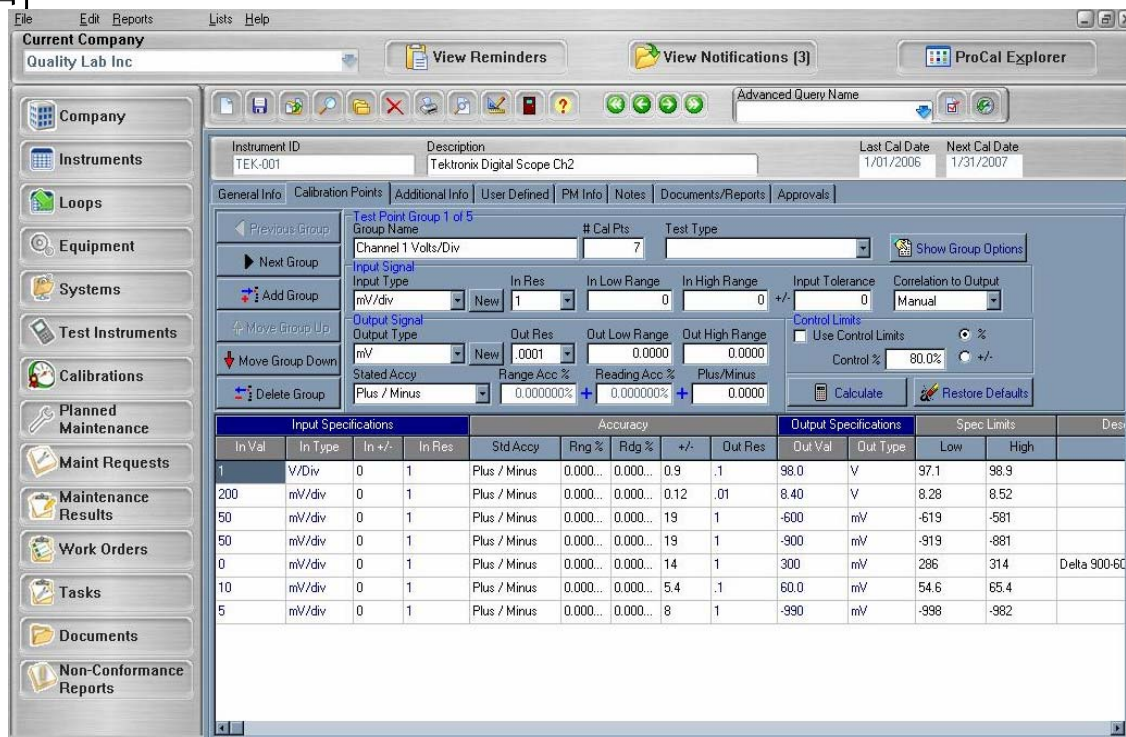 File Edit Reports Lists Help
Current Company
Quality Lab Inc
View Reminders
View Notifications (3)
ProCal Explorer
Company
Instruments
Loops
Equipment
Systems
Test Instruments
Calibrations
Planned
Maintenance
Maint Requests
Maintenance
Results
Work Orders
Tasks
Documents
Non-Conformance
Reports
Advanced Query Name
Instrument ID Description Last Cal Date Next Cal Date
TEK-001 Tektronix Digital Scope Ch2 1/01/2006 1/31/2007
General Info Calibration Points Additional Info User Defined PM Info Notes Documents/Reports Approvals
Previous Group
Next Group
Add Group
Move Group Up
Move Group Down
Delete Group
Test Point Group 1 of 5
Group Name # Cal Pts Test Type
Channel 1 Volts/Div 7
Show Group Options
Input Signal
Input Type In Res In Low Range In High Range Input Tolerance Correlation to Output
mV/div New 1 0 0 +/- 0 Manual
Output Signal
Output Type Out Res Out Low Range Out High Range
mV New .0001 0.0000 0.0000
Stated Accy Range Acc % Reading Acc % Plus/Minus
Plus / Minus 0.000000% + 0.000000% + 0.0000
Control Limits
Use Control Limits %
Control % 80.0% +/-
Calculate Restore Defaults
Input Specifications Accuracy Output Specifications Spec Limits Des
In Val In Type In +/- In Res Std Accy Rng % Rdg % +/- Out Res Out Val Out Type Low High
1 V/Div 0 1 Plus / Minus 0.000... 0.000... 0.9 .1 98.0 V 97.1 98.9
200 mV/div 0 1 Plus / Minus 0.000... 0.000... 0.12 .01 8.40 V 8.28 8.52
50 mV/div 0 1 Plus / Minus 0.000... 0.000... 19 1 -600 mV -619 -581
50 mV/div 0 1 Plus / Minus 0.000... 0.000... 19 1 -900 mV -919 -881
0 mV/div 0 1 Plus / Minus 0.000... 0.000... 14 1 300 mV 286 314 Delta 900-60
10 mV/div 0 1 Plus / Minus 0.000... 0.000... 5.4 .1 60.0 mV 54.6 65.4
5 mV/div 0 1 Plus / Minus 0.000... 0.000... 8 1 -990 mV -998 -982